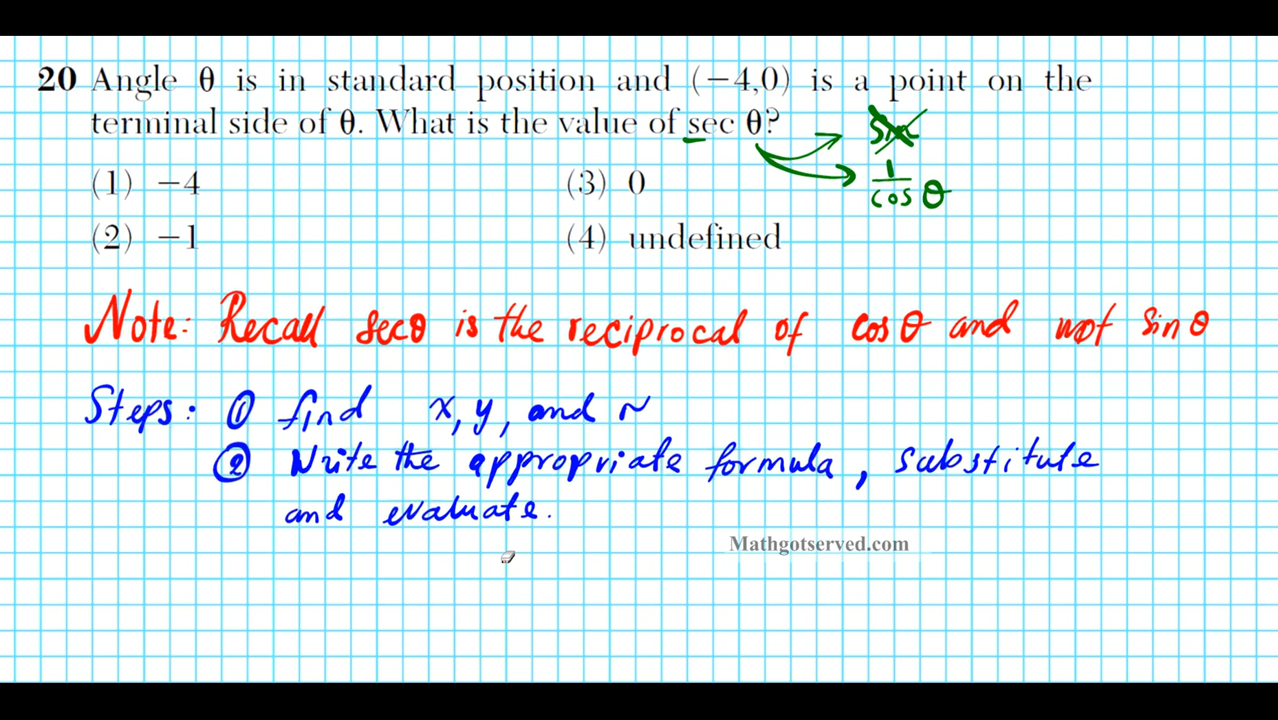 20 Angle θ is in standard position and (−4,0) is a point on the
terminal side of θ. What is the value of sec θ?
(1) −4
(2) −1
(3) 0
(4) undefined
1
cos θ
Note: Recall secθ is the reciprocal of cos θ and not sin θ
Steps: ① find x, y, and r
② Write the appropriate formula, substitute
and evaluate.
Mathgotserved.com